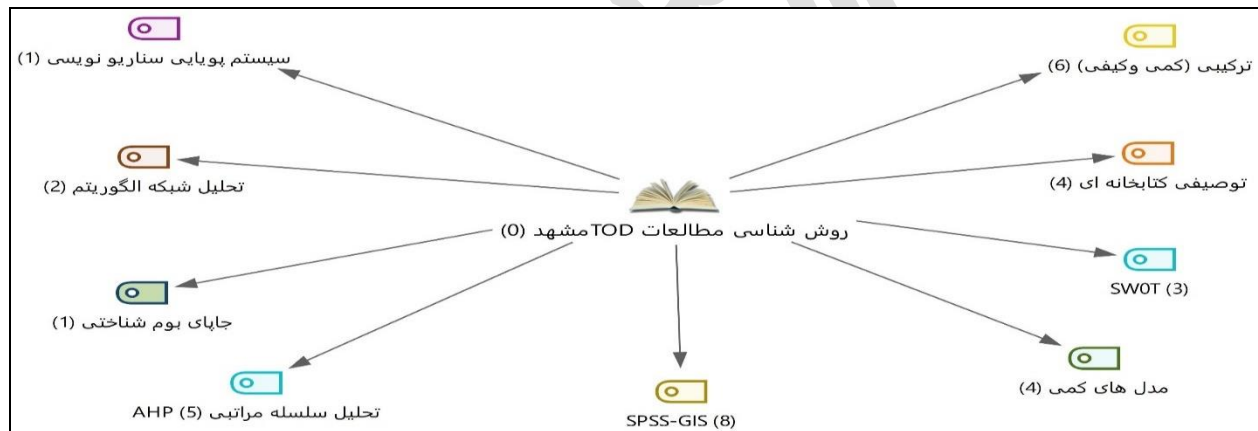 سیستم پویایی سناریو نویسی (1)
ترکیبی (کمی وکیفی) (6)
تحلیل شبکه الگوریتم (2)
توصیفی کتابخانه ای (4)
روش شناسی مطالعات TOD مشهد (0)
SW0T (3)
جاپای بوم شناختی (1)
مدل های کمی (4)
تحلیل سلسله مراتبی AHP (5)
SPSS-GIS (8)